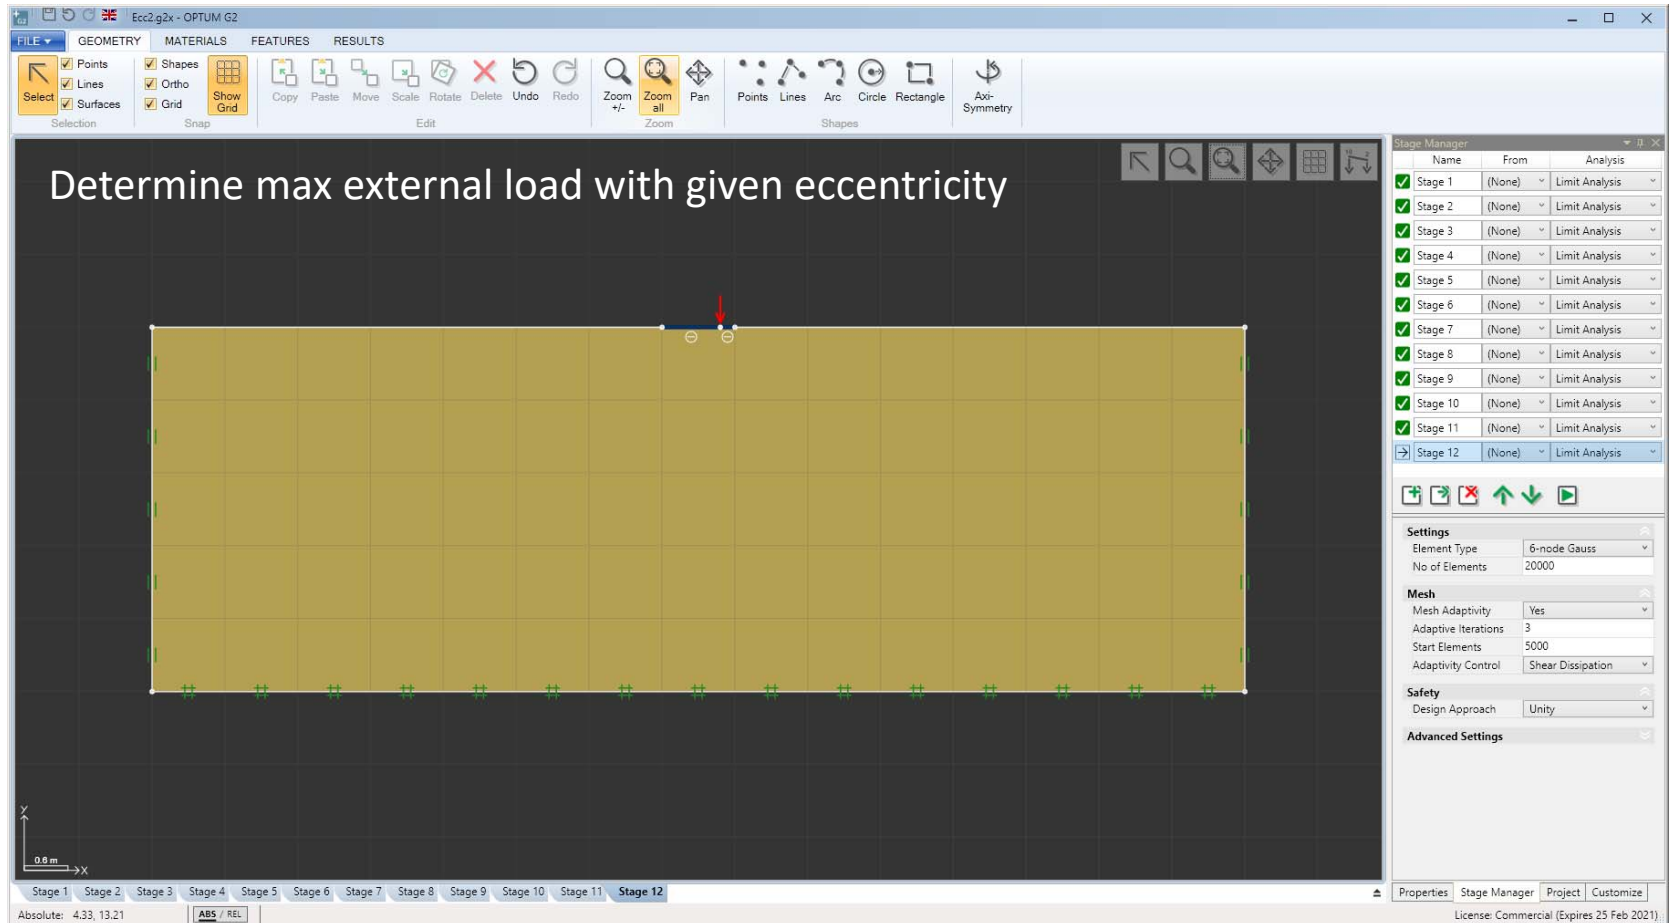 Ecc2.g2x - OPTUM G2
FILE GEOMETRY MATERIALS FEATURES RESULTS
Points Shapes
Lines Ortho
Surfaces Grid
Select Show Grid Copy Paste Move Scale Rotate Delete Undo Redo Zoom +/- Zoom all Pan Points Lines Arc Circle Rectangle Axi-Symmetry
Selection Snap Edit Zoom Shapes
Determine max external load with given eccentricity
Stage Manager
Name From Analysis
Stage 1 (None) Limit Analysis
Stage 2 (None) Limit Analysis
Stage 3 (None) Limit Analysis
Stage 4 (None) Limit Analysis
Stage 5 (None) Limit Analysis
Stage 6 (None) Limit Analysis
Stage 7 (None) Limit Analysis
Stage 8 (None) Limit Analysis
Stage 9 (None) Limit Analysis
Stage 10 (None) Limit Analysis
Stage 11 (None) Limit Analysis
Stage 12 (None) Limit Analysis
Settings
Element Type 6-node Gauss
No of Elements 20000
Mesh
Mesh Adaptivity Yes
Adaptive Iterations 3
Start Elements 5000
Adaptivity Control Shear Dissipation
Safety
Design Approach Unity
Advanced Settings
y
0.6 m
x
Stage 1 Stage 2 Stage 3 Stage 4 Stage 5 Stage 6 Stage 7 Stage 8 Stage 9 Stage 10 Stage 11 Stage 12
Properties Stage Manager Project Customize
Absolute: 4.33, 13.21 ABS / REL
License: Commercial (Expires 25 Feb 2021)